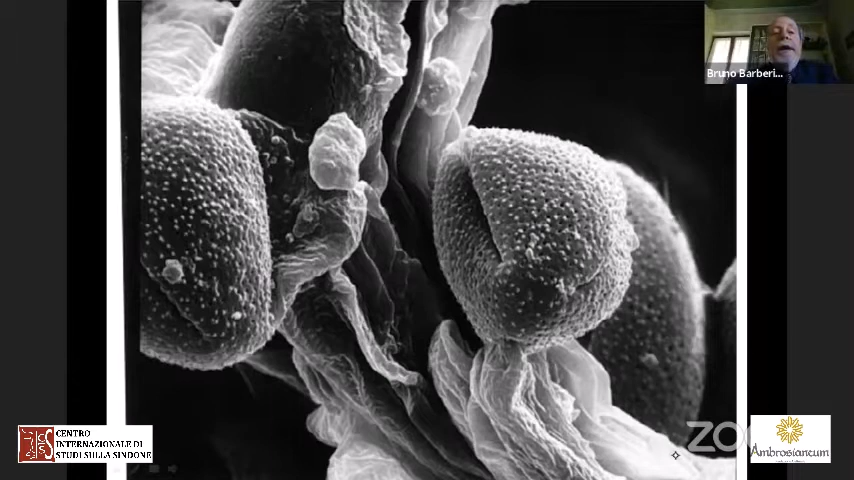 Bruno Barberi...
CENTRO
INTERNAZIONALE DI
STUDI SULLA SINDONE
ZO
Ambrosianeum